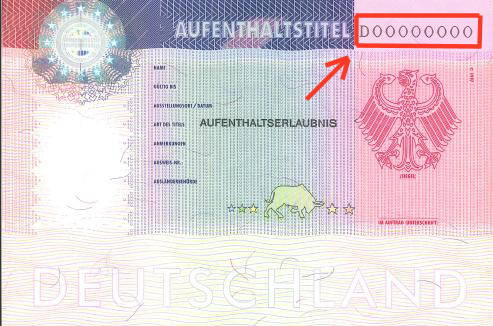 AUFENTHALTSTITEL D00000000
NAME
GÜLTIG BIS
AUSSTELLUNGSORT / DATUM
ART DES TITELS AUFENTHALTSERLAUBNIS
ANMERKUNGEN
AUSWEIS-NR.
AUSLÄNDERBEHÖRDE
(SIEGEL)
IM AUFTRAG (UNTERSCHRIFT)
DEUTSCHLAND